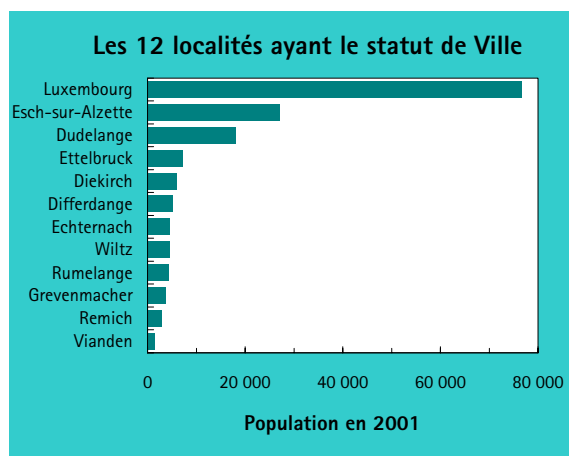 Les 12 localités ayant le statut de Ville
Luxembourg
Esch-sur-Alzette
Dudelange
Ettelbruck
Diekirch
Differdange
Echternach
Wiltz
Rumelange
Grevenmacher
Remich
Vianden
0 20 000 40 000 60 000 80 000
Population en 2001